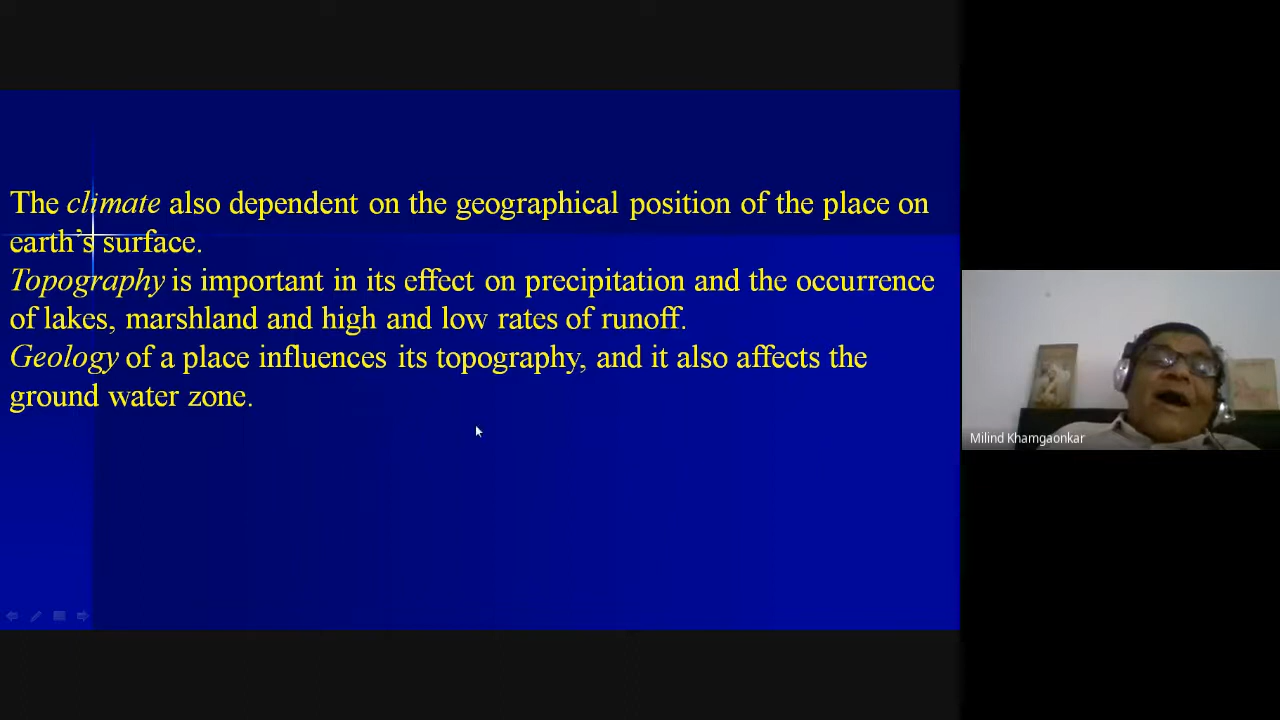 The climate also dependent on the geographical position of the place on
earth’s surface.
Topography is important in its effect on precipitation and the occurrence
of lakes, marshland and high and low rates of runoff.
Geology of a place influences its topography, and it also affects the
ground water zone.
Milind Khamgaonkar